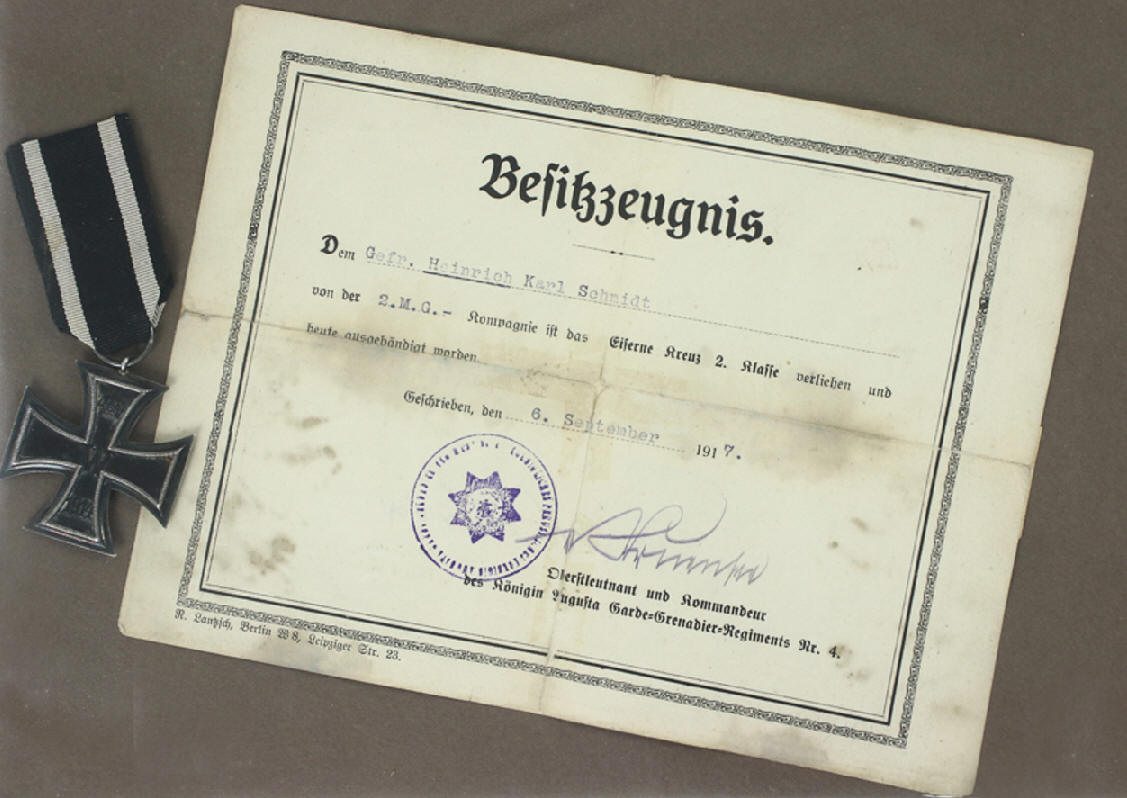 Besitzzeugnis.
Dem Gefr. Heinrich Karl Schmidt
von der 2.M.G.- Kompagnie ist das Eiserne Kreuz 2. Klasse verliehen und
heute ausgehändigt worden.
Geschrieben, den 6. September 1917.
Oberstleutnant und Kommandeur
des Königin Augusta Garde-Grenadier-Regiments Nr. 4.
R. Lantzsch, Berlin W 8, Leipziger Str. 23.
1914